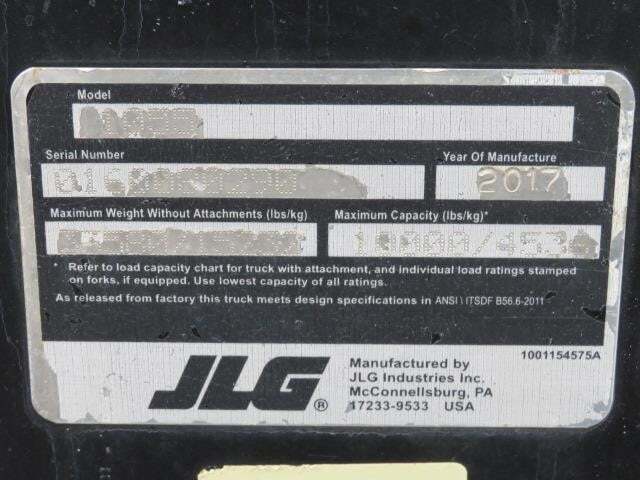 Model
Serial Number
Year Of Manufacture
2017
Maximum Weight Without Attachments (lbs/kg)
Maximum Capacity (lbs/kg)*
10000/4536
* Refer to load capacity chart for truck with attachment, and individual load ratings stamped
on forks, if equipped. Use lowest capacity of all ratings.
As released from factory this truck meets design specifications in ANSI \ ITSDF B56.6-2011
JLG®
Manufactured by
JLG Industries Inc.
McConnellsburg, PA
17233-9533 USA
1001154575A